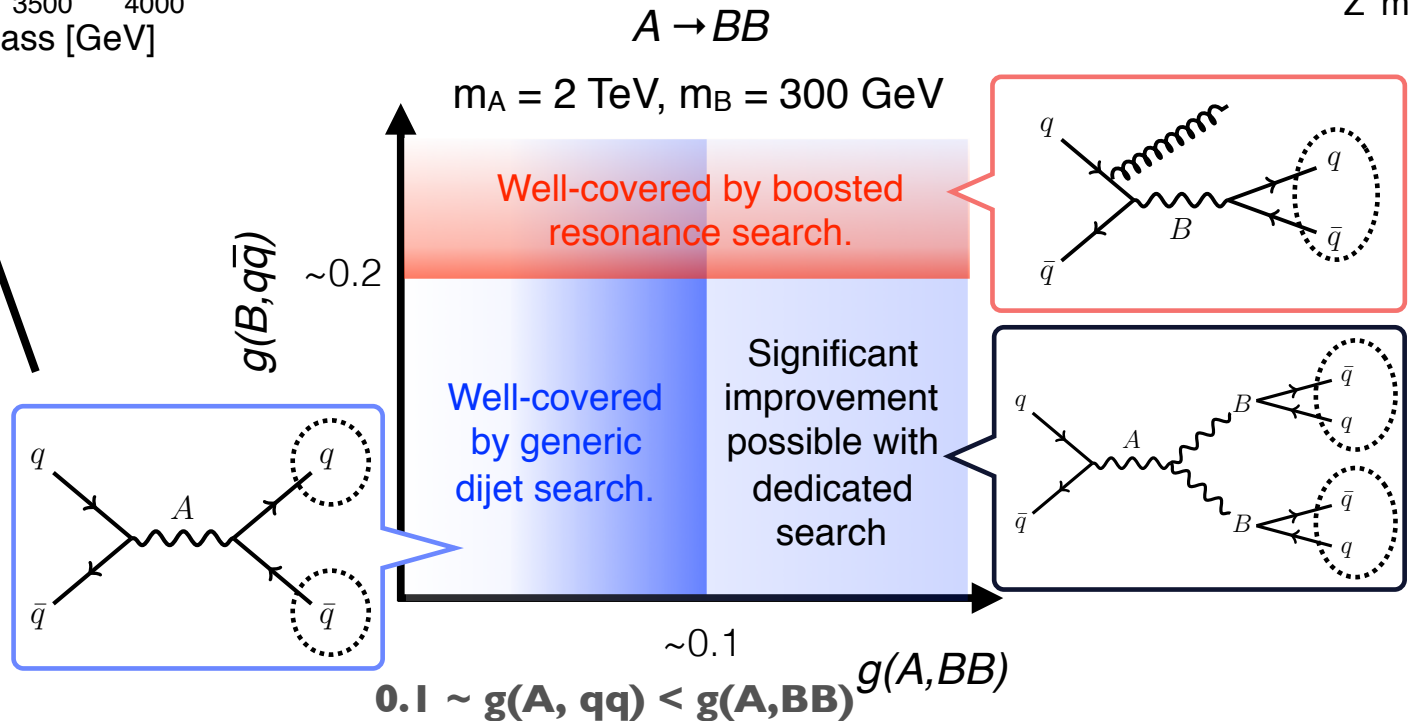 3500 4000
ass [GeV]
Z' m
A → BB
m_A = 2 TeV, m_B = 300 GeV
g(B,qq̄)
~0.2
Well-covered by boosted
resonance search.
Well-covered
by generic
dijet search.
Significant
improvement
possible with
dedicated
search
~0.1
g(A,BB)
0.1 ~ g(A, qq) < g(A,BB)
q
q̄
B
q
q̄
q
q̄
A
B
q̄
q
B
q̄
q
q
q̄
A
q
q̄